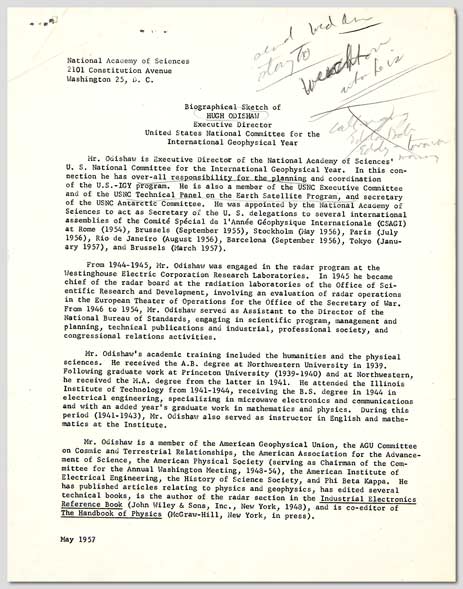 send
National Academy of Sciences
2101 Constitution Avenue
Washington 25, D. C.
Biographical Sketch of
HUGH ODISHAW
Executive Director
United States National Committee for the
International Geophysical Year
Mr. Odishaw is Executive Director of the National Academy of Sciences'
U. S. National Committee for the International Geophysical Year. In this con-
nection he has over-all responsibility for the planning and coordination
of the U.S.-IGY program. He is also a member of the USNC Executive Committee
and of the USNC Technical Panel on the Earth Satellite Program, and secretary
of the USNC Antarctic Committee. He was appointed by the National Academy of
Sciences to act as Secretary of the U. S. delegations to several international
assemblies of the Comité Spécial de l'Année Géophysique Internationale (CSAGI)
at Rome (1954), Brussels (September 1955), Stockholm (May 1956), Paris (July
1956), Rio de Janeiro (August 1956), Barcelona (September 1956), Tokyo (Janu-
ary 1957), and Brussels (March 1957).
From 1944-1945, Mr. Odishaw was engaged in the radar program at the
Westinghouse Electric Corporation Research Laboratories. In 1945 he became
chief of the radar board at the radiation laboratories of the Office of Sci-
entific Research and Development, involving an evaluation of radar operations
in the European Theater of Operations for the Office of the Secretary of War.
From 1946 to 1954, Mr. Odishaw served as Assistant to the Director of the
National Bureau of Standards, engaging in scientific program, management and
planning, technical publications and industrial, professional society, and
congressional relations activities.
Mr. Odishaw's academic training included the humanities and the physical
sciences. He received the A.B. degree at Northwestern University in 1939.
Following graduate work at Princeton University (1939-1940) and at Northwestern,
he received the M.A. degree from the latter in 1941. He attended the Illinois
Institute of Technology from 1941-1944, receiving the B.S. degree in 1944 in
electrical engineering, specializing in microwave electronics and communications
and with an added year's graduate work in mathematics and physics. During this
period (1941-1943), Mr. Odishaw also served as instructor in English and mathe-
matics at the Institute.
Mr. Odishaw is a member of the American Geophysical Union, the AGU Committee
on Cosmic and Terrestrial Relationships, the American Association for the Advance-
ment of Science, the American Physical Society (serving as Chairman of the Com-
mittee for the Annual Washington Meeting, 1948-54), the American Institute of
Electrical Engineering, the History of Science Society, and Phi Beta Kappa. He
has published articles relating to physics and geophysics, has edited several
technical books, is the author of the radar section in the Industrial Electronics
Reference Book (John Wiley & Sons, Inc., New York, 1948), and is co-editor of
The Handbook of Physics (McGraw-Hill, New York, in press).
May 1957